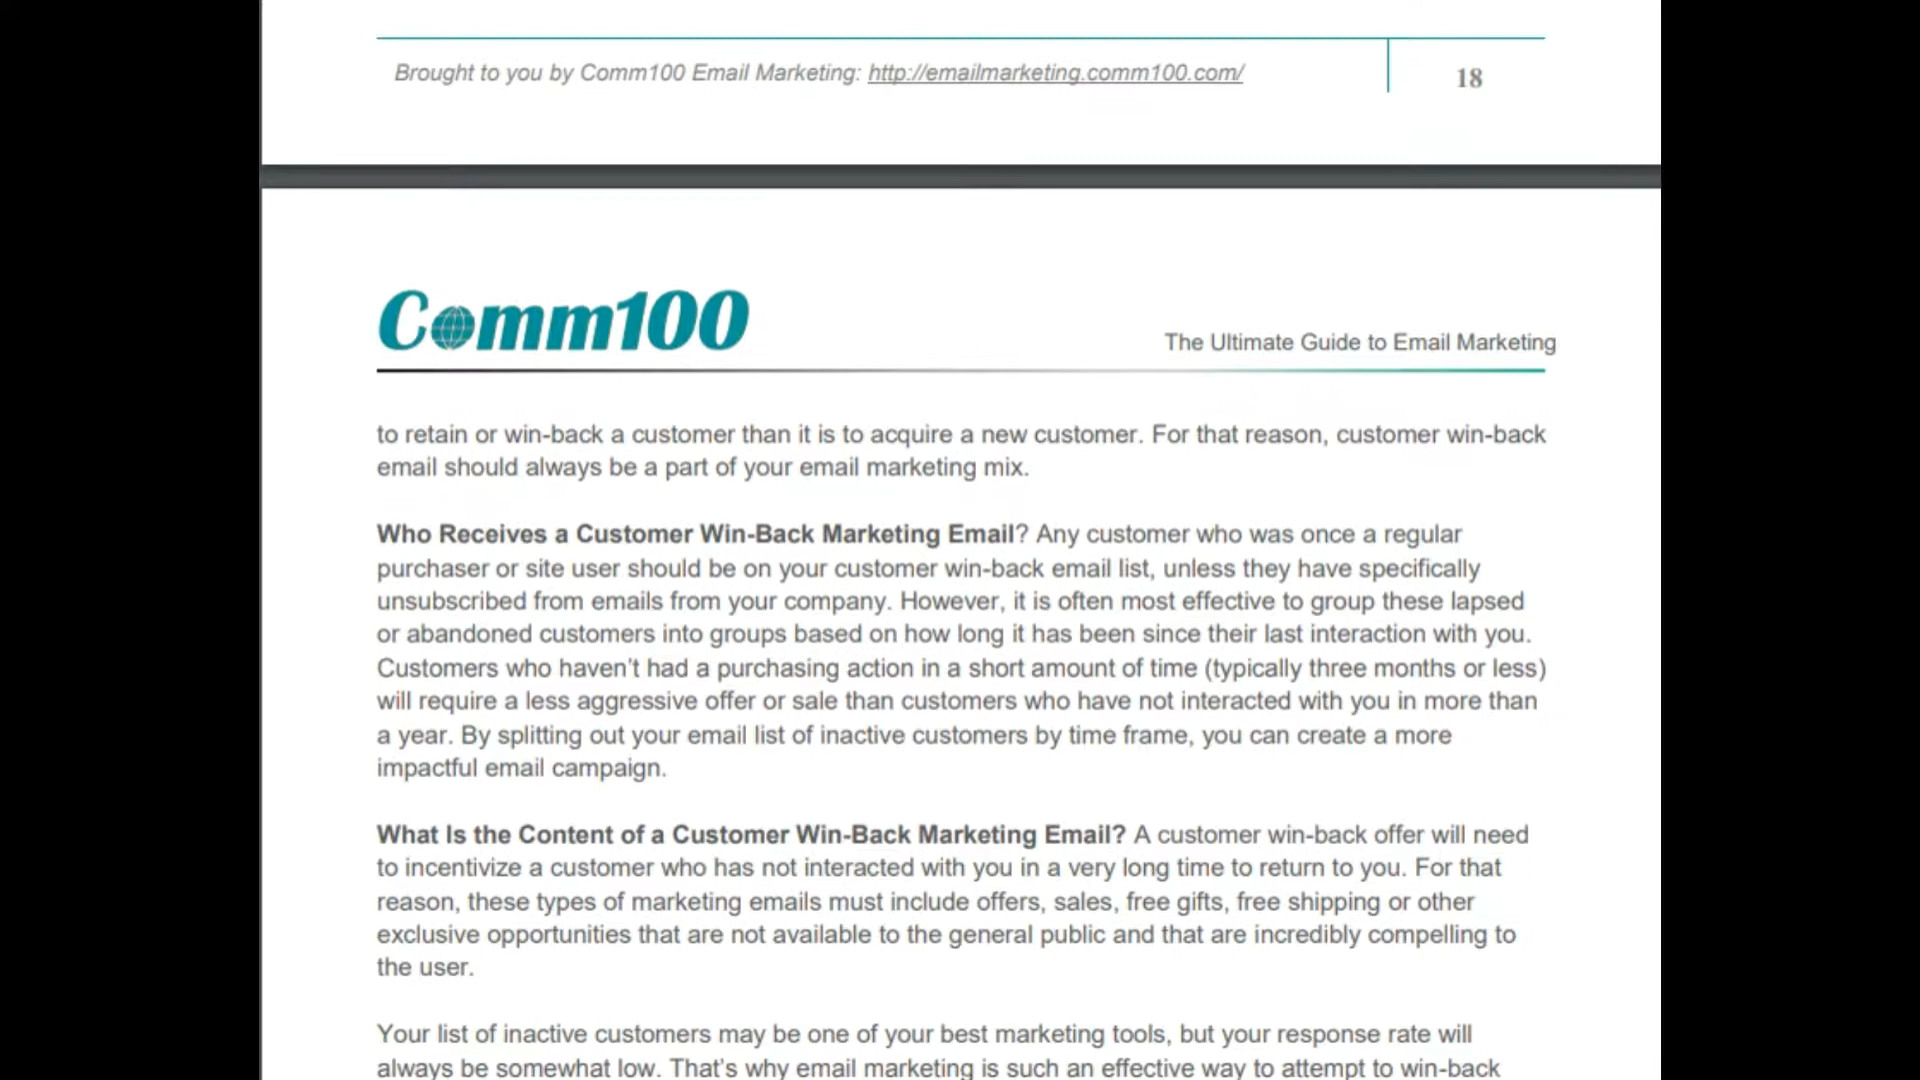 Brought to you by Comm100 Email Marketing: http://emailmarketing.comm100.com/
18
Comm100
The Ultimate Guide to Email Marketing
to retain or win-back a customer than it is to acquire a new customer. For that reason, customer win-back
email should always be a part of your email marketing mix.
Who Receives a Customer Win-Back Marketing Email? Any customer who was once a regular
purchaser or site user should be on your customer win-back email list, unless they have specifically
unsubscribed from emails from your company. However, it is often most effective to group these lapsed
or abandoned customers into groups based on how long it has been since their last interaction with you.
Customers who haven’t had a purchasing action in a short amount of time (typically three months or less)
will require a less aggressive offer or sale than customers who have not interacted with you in more than
a year. By splitting out your email list of inactive customers by time frame, you can create a more
impactful email campaign.
What Is the Content of a Customer Win-Back Marketing Email? A customer win-back offer will need
to incentivize a customer who has not interacted with you in a very long time to return to you. For that
reason, these types of marketing emails must include offers, sales, free gifts, free shipping or other
exclusive opportunities that are not available to the general public and that are incredibly compelling to
the user.
Your list of inactive customers may be one of your best marketing tools, but your response rate will
always be somewhat low. That’s why email marketing is such an effective way to attempt to win-back